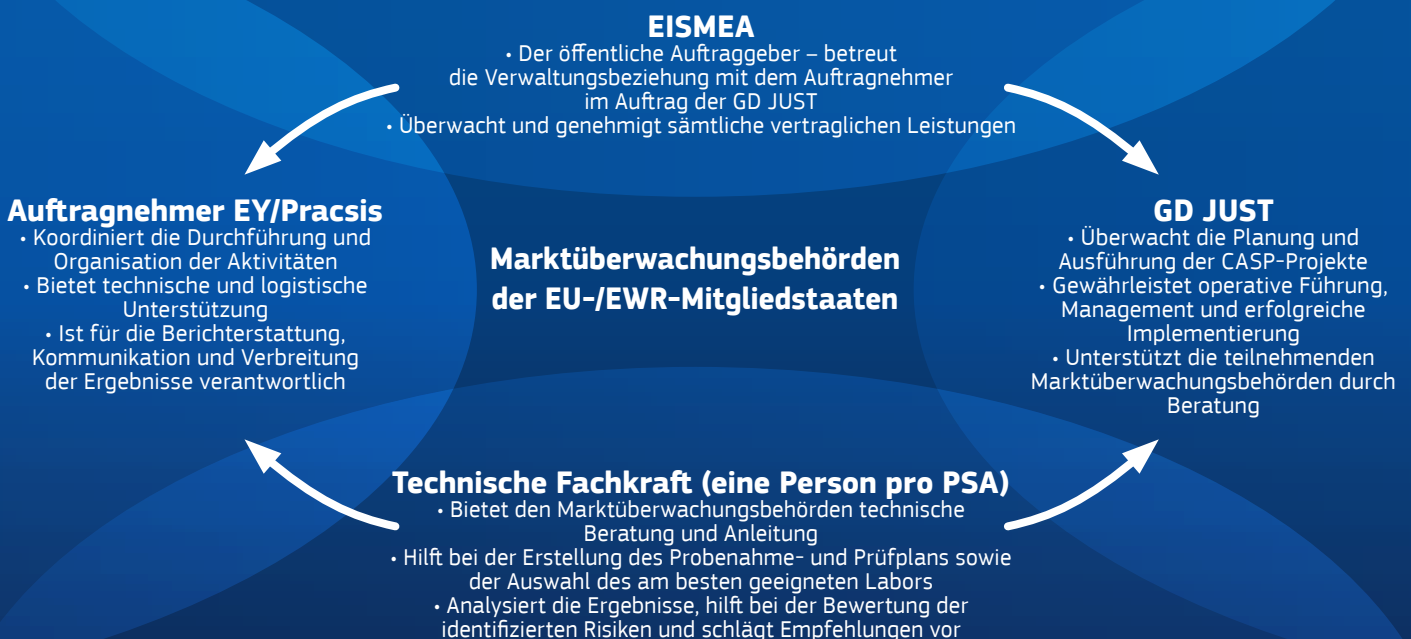 EISMEA
• Der öffentliche Auftraggeber – betreut
die Verwaltungsbeziehung mit dem Auftragnehmer
im Auftrag der GD JUST
• Überwacht und genehmigt sämtliche vertraglichen Leistungen
Auftragnehmer EY/Pracsis
• Koordiniert die Durchführung und
Organisation der Aktivitäten
• Bietet technische und logistische
Unterstützung
• Ist für die Berichterstattung,
Kommunikation und Verbreitung
der Ergebnisse verantwortlich
Marktüberwachungsbehörden
der EU-/EWR-Mitgliedstaaten
GD JUST
• Überwacht die Planung und
Ausführung der CASP-Projekte
• Gewährleistet operative Führung,
Management und erfolgreiche
Implementierung
• Unterstützt die teilnehmenden
Marktüberwachungsbehörden durch
Beratung
Technische Fachkraft (eine Person pro PSA)
• Bietet den Marktüberwachungsbehörden technische
Beratung und Anleitung
• Hilft bei der Erstellung des Probenahme- und Prüfplans sowie
der Auswahl des am besten geeigneten Labors
• Analysiert die Ergebnisse, hilft bei der Bewertung der
identifizierten Risiken und schlägt Empfehlungen vor